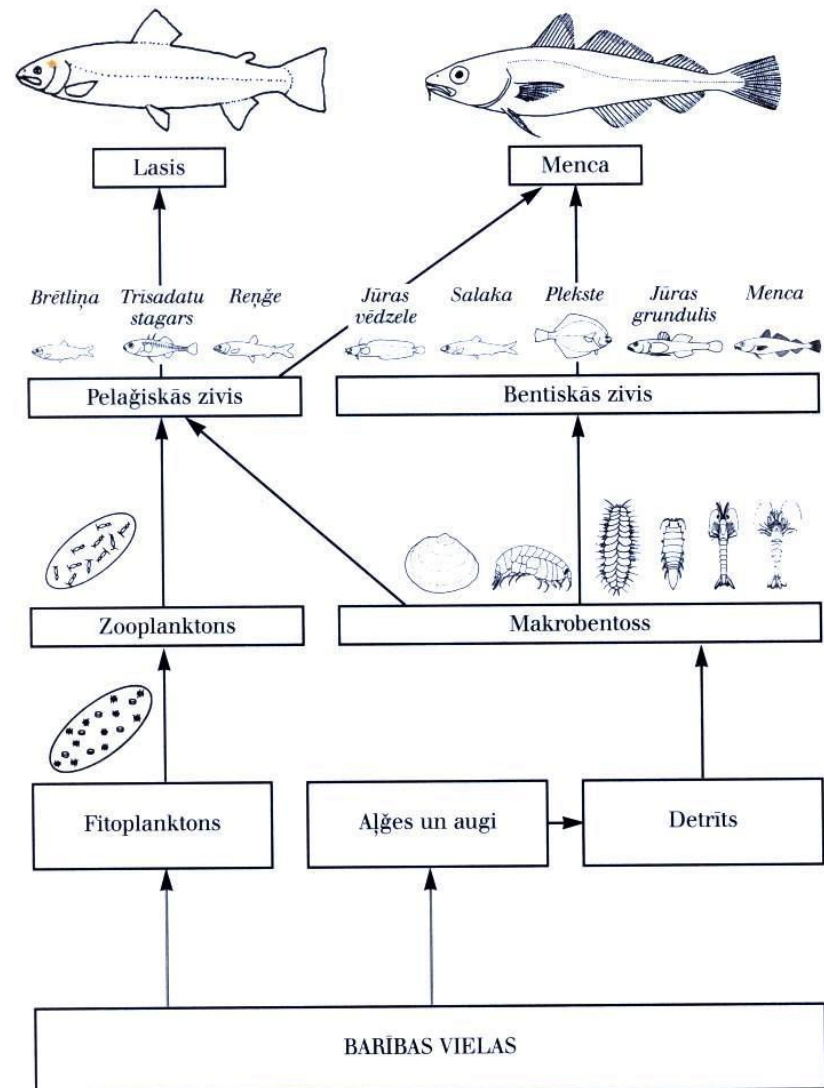 Lasis
Menca
Brētliņa
Trīsadatu
stagars
Reņģe
Jūras
vēdzele
Salaka
Plekste
Jūras
grundulis
Menca
Pelaģiskās zivis
Bentiskās zivis
Zooplanktons
Makrobentoss
Fitoplanktons
Aļģes un augi
Detrīts
BARĪBAS VIELAS